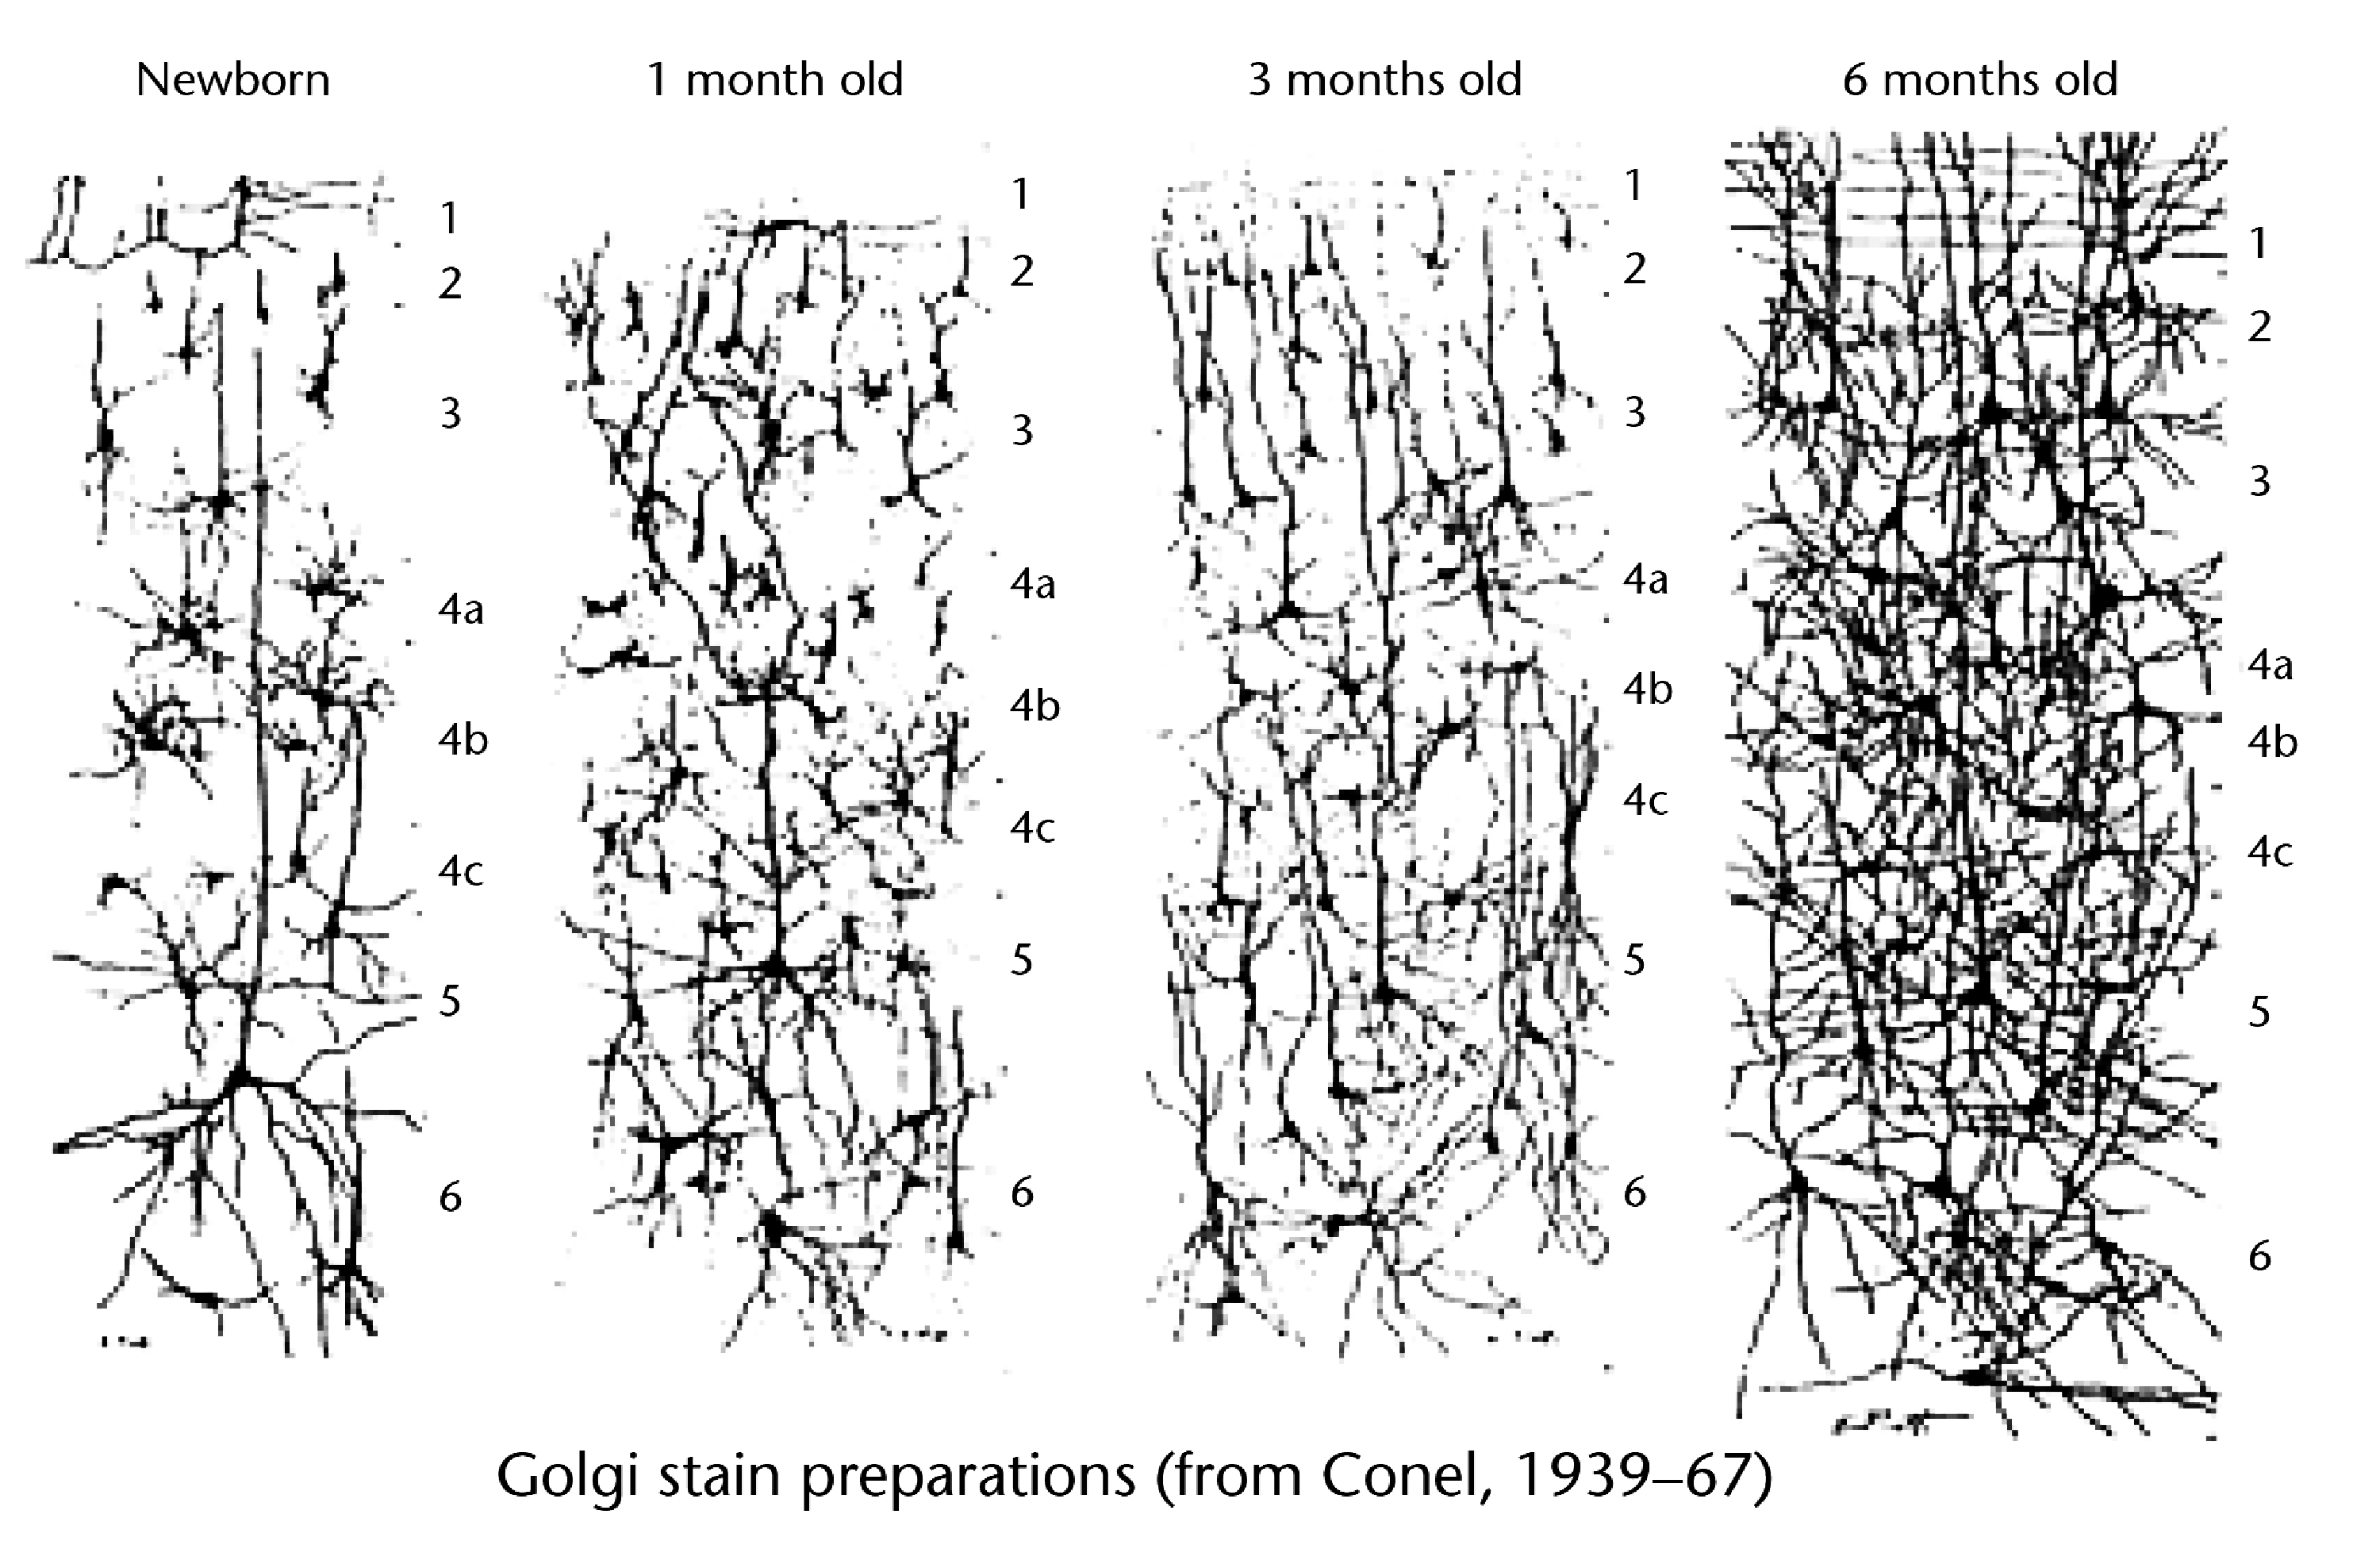 Newborn
1 month old
3 months old
6 months old
1
2
3
4a
4b
4c
5
6
1
2
3
4a
4b
4c
5
6
1
2
3
4a
4b
4c
5
6
1
2
3
4a
4b
4c
5
6
Golgi stain preparations (from Conel, 1939–67)